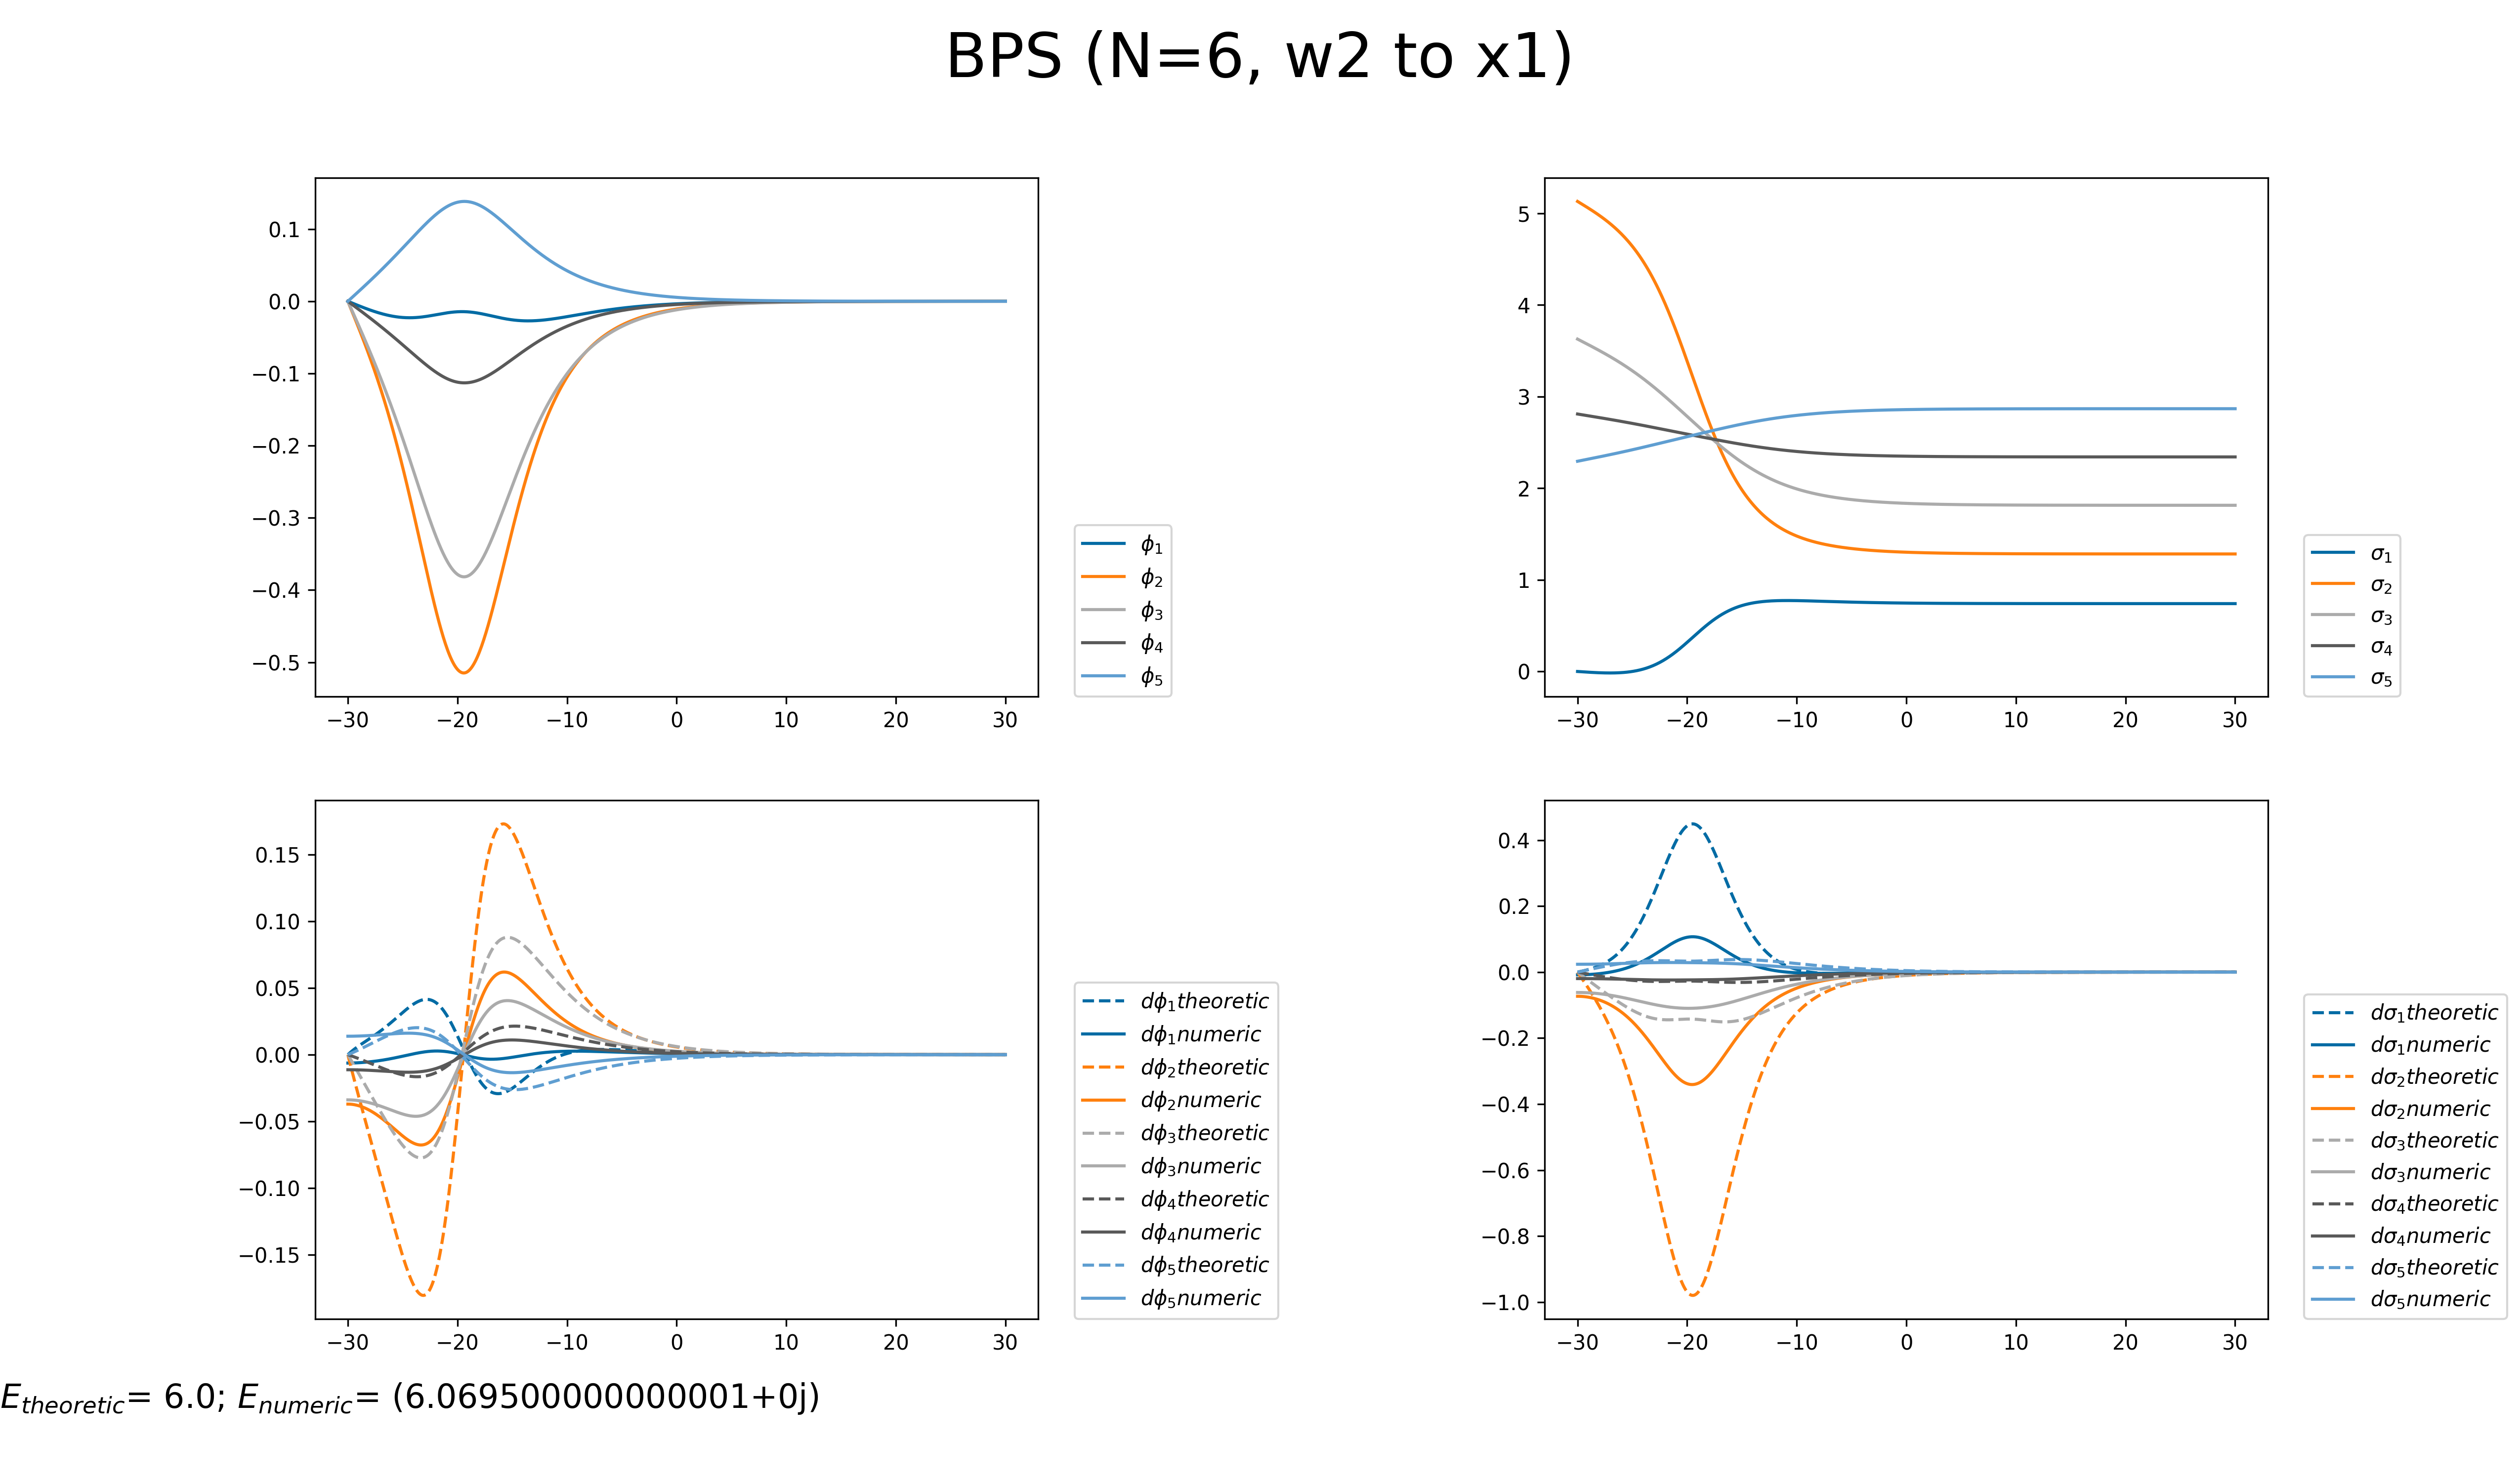 BPS (N=6, w2 to x1)
0.1
0.0
−0.1
−0.2
−0.3
−0.4
−0.5
−30 −20 −10 0 10 20 30
ϕ₁
ϕ₂
ϕ₃
ϕ₄
ϕ₅
5
4
3
2
1
0
−30 −20 −10 0 10 20 30
σ₁
σ₂
σ₃
σ₄
σ₅
0.15
0.10
0.05
0.00
−0.05
−0.10
−0.15
−30 −20 −10 0 10 20 30
dϕ₁theoretic
dϕ₁numeric
dϕ₂theoretic
dϕ₂numeric
dϕ₃theoretic
dϕ₃numeric
dϕ₄theoretic
dϕ₄numeric
dϕ₅theoretic
dϕ₅numeric
0.4
0.2
0.0
−0.2
−0.4
−0.6
−0.8
−1.0
−30 −20 −10 0 10 20 30
dσ₁theoretic
dσ₁numeric
dσ₂theoretic
dσ₂numeric
dσ₃theoretic
dσ₃numeric
dσ₄theoretic
dσ₄numeric
dσ₅theoretic
dσ₅numeric
E_theoretic= 6.0; E_numeric= (6.069500000000001+0j)